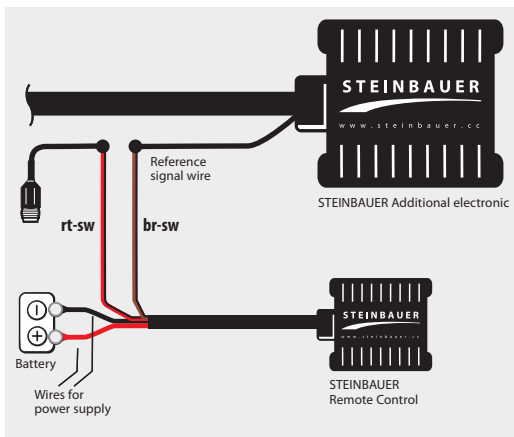 STEINBAUER
www.steinbauer.cc
Reference
signal wire
STEINBAUER Additional electronic
rt-sw
br-sw
Battery
Wires for
power supply
STEINBAUER
www.steinbauer.cc
STEINBAUER
Remote Control